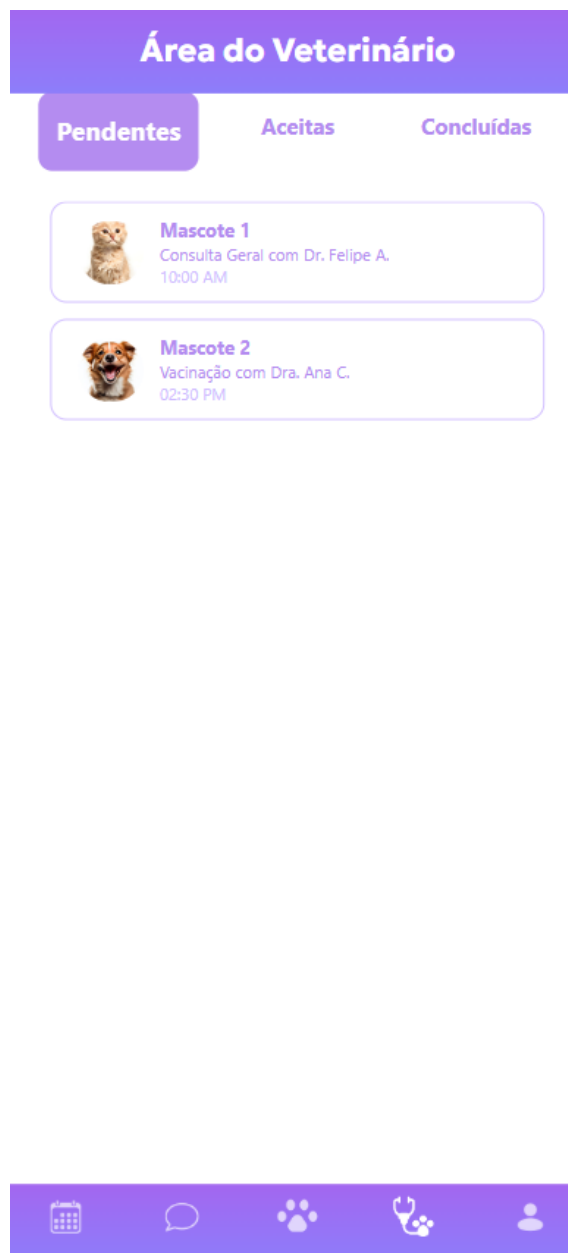 Área do Veterinário
Pendentes
Aceitas
Concluídas
Mascote 1
Consulta Geral com Dr. Felipe A.
10:00 AM
Mascote 2
Vacinação com Dra. Ana C.
02:30 PM